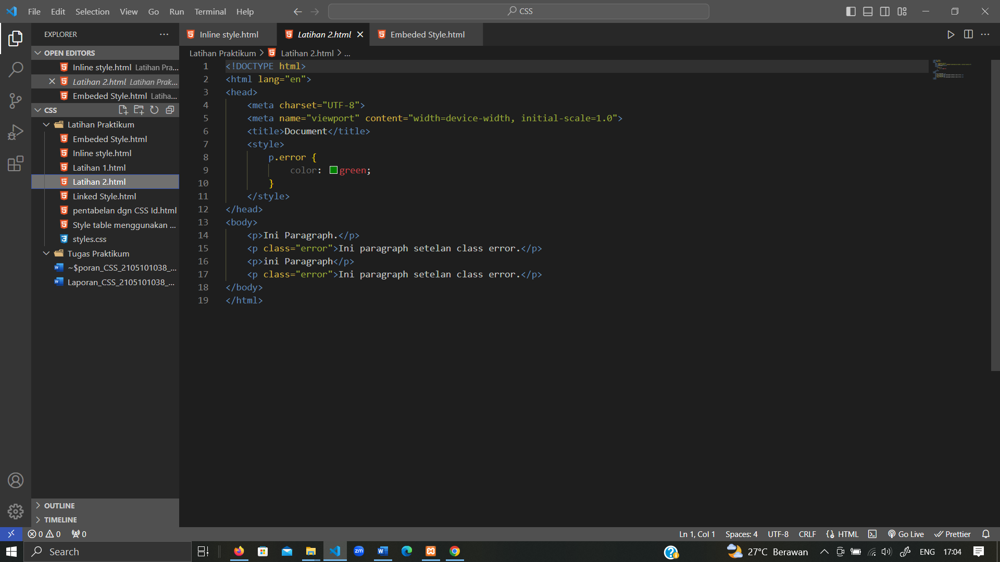 File Edit Selection View Go Run Terminal Help
CSS
EXPLORER
Inline style.html
Latihan 2.html
Embeded Style.html
OPEN EDITORS
Inline style.html Latihan Pra...
Latihan 2.html Latihan Prak...
Embeded Style.html Latiha...
CSS
Latihan Praktikum
Embeded Style.html
Inline style.html
Latihan 1.html
Latihan 2.html
Linked Style.html
pentabelan dgn CSS Id.html
Style table menggunakan ...
styles.css
Tugas Praktikum
~$poran_CSS_2105101038_...
Laporan_CSS_2105101038_...
OUTLINE
TIMELINE
Latihan Praktikum > Latihan 2.html > ...
1 <!DOCTYPE html>
2 <html lang="en">
3 <head>
4 <meta charset="UTF-8">
5 <meta name="viewport" content="width=device-width, initial-scale=1.0">
6 <title>Document</title>
7 <style>
8 p.error {
9 color: green;
10 }
11 </style>
12 </head>
13 <body>
14 <p>Ini Paragraph.</p>
15 <p class="error">Ini paragraph setelan class error.</p>
16 <p>ini Paragraph</p>
17 <p class="error">Ini paragraph setelan class error.</p>
18 </body>
19 </html>
0 0 0
Ln 1, Col 1 Spaces: 4 UTF-8 CRLF HTML Go Live Prettier
Search
zm
27°C Berawan
ENG 17:04